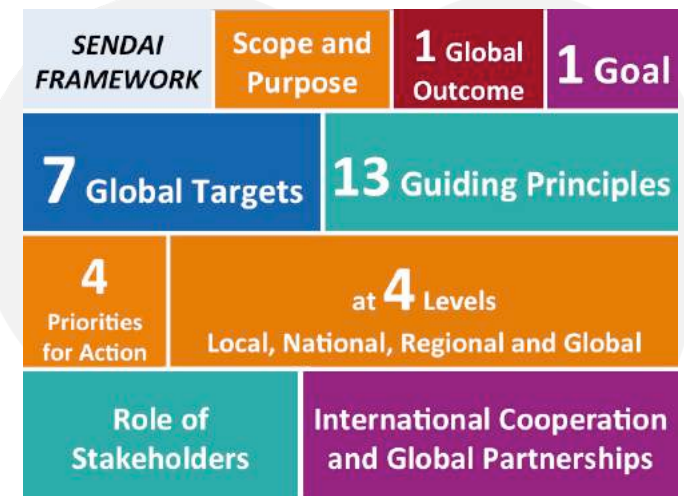 SENDAI
FRAMEWORK
Scope and
Purpose
1 Global
Outcome
1 Goal
7 Global Targets
13 Guiding Principles
4
Priorities
for Action
at 4 Levels
Local, National, Regional and Global
Role of
Stakeholders
International Cooperation
and Global Partnerships